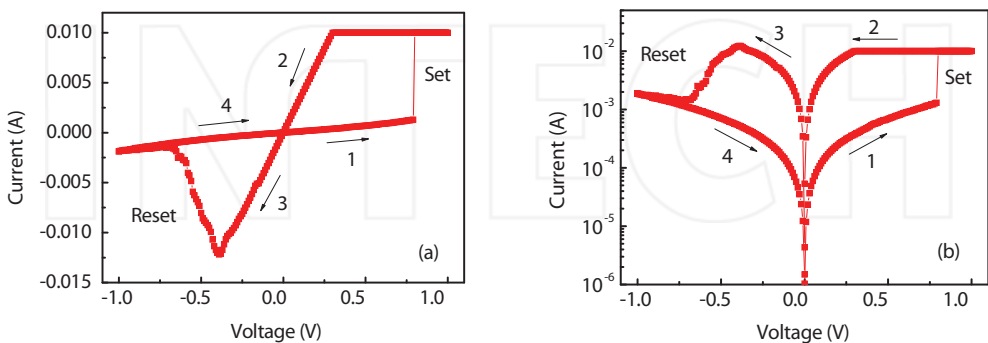 0.010
0.005
0.000
-0.005
-0.010
-0.015
Current (A)
2
Set
4
1
3
Reset
(a)
-1.0 -0.5 0.0 0.5 1.0
Voltage (V)
10-1
10-2
10-3
10-4
10-5
10-6
Current (A)
Reset
3
2
Set
4
1
(b)
-1.0 -0.5 0.0 0.5 1.0
Voltage (V)
INTECH